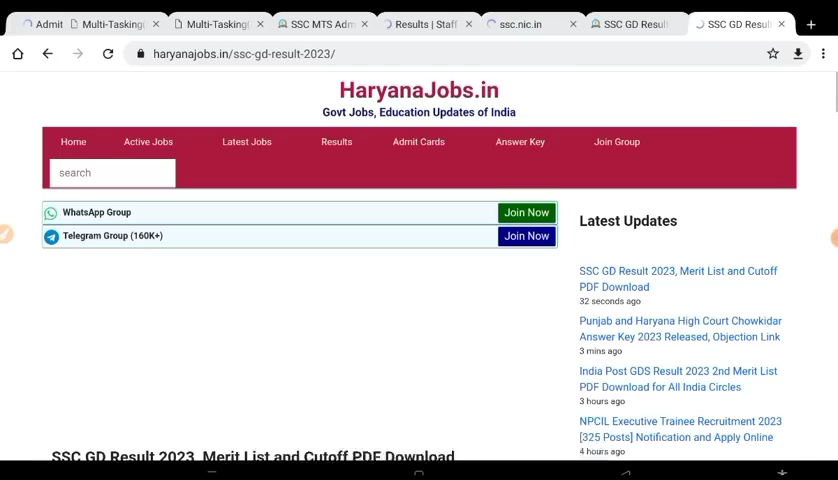 Admit
Multi-Tasking
Multi-Tasking
SSC MTS Adm
Results | Staff
ssc.nic.in
SSC GD Resul
SSC GD Resul
haryanajobs.in/ssc-gd-result-2023/
HaryanaJobs.in
Govt Jobs, Education Updates of India
Home Active Jobs Latest Jobs Results Admit Cards Answer Key Join Group
search
WhatsApp Group Join Now
Telegram Group (160K+) Join Now
SSC GD Result 2023, Merit List and Cutoff PDF Download
Latest Updates
SSC GD Result 2023, Merit List and Cutoff
PDF Download
32 seconds ago
Punjab and Haryana High Court Chowkidar
Answer Key 2023 Released, Objection Link
3 mins ago
India Post GDS Result 2023 2nd Merit List
PDF Download for All India Circles
3 hours ago
NPCIL Executive Trainee Recruitment 2023
[325 Posts] Notification and Apply Online
4 hours ago